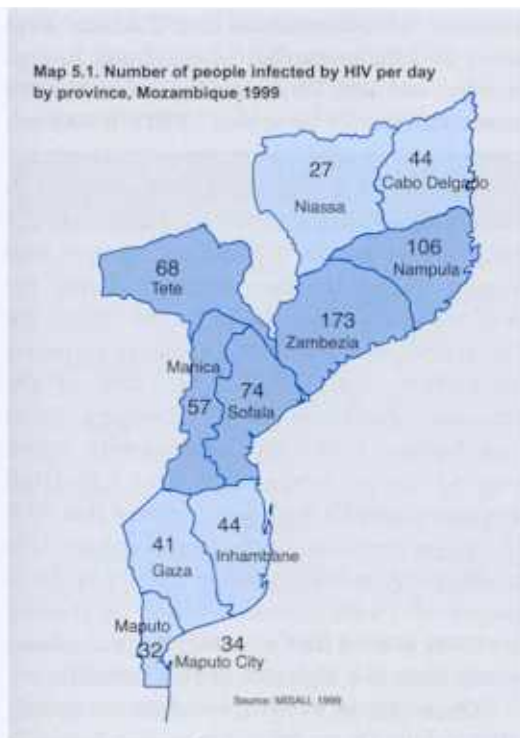 Map 5.1. Number of people infected by HIV per day
by province, Mozambique 1999
27
Niassa
44
Cabo Delgado
106
Nampula
68
Tete
173
Zambezia
Manica
57
74
Sofala
44
Inhambane
41
Gaza
Maputo
32
34
Maputo City
Source: 1999